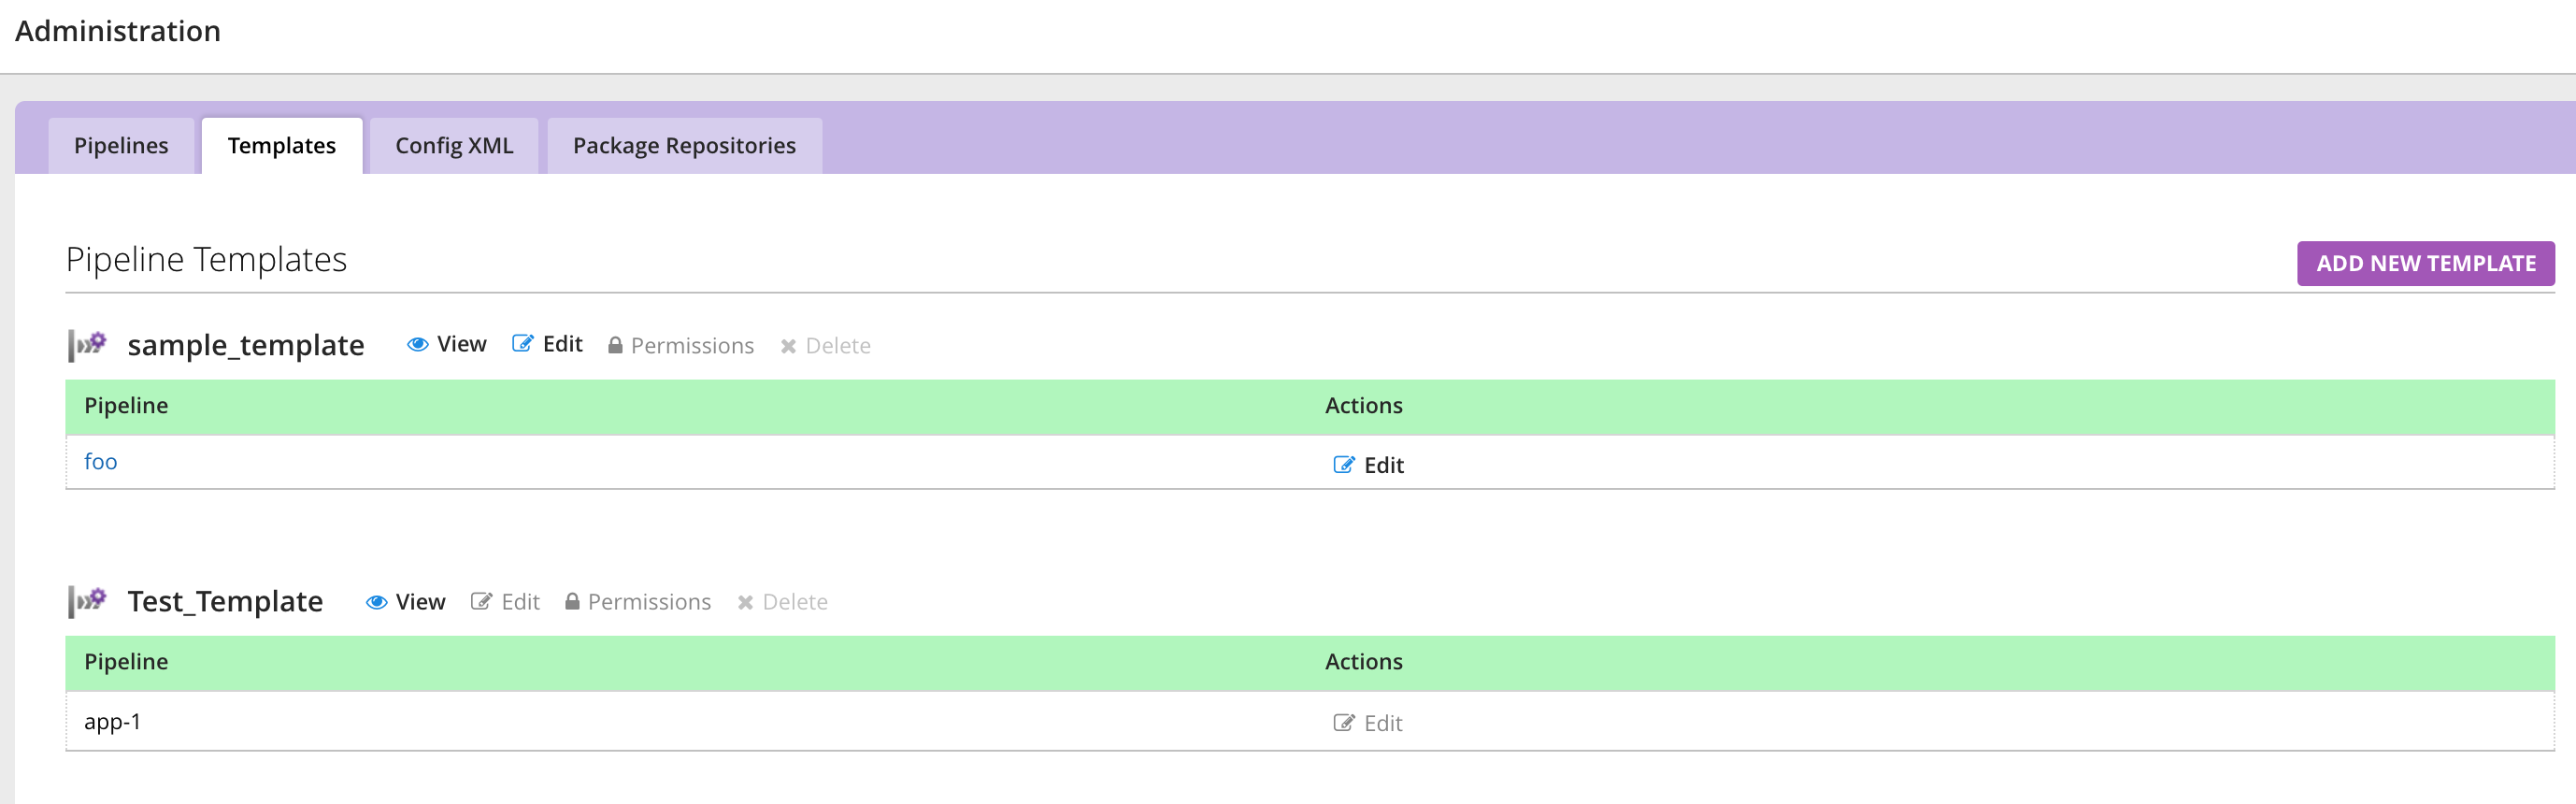 Administration
Pipelines Templates Config XML Package Repositories
Pipeline Templates ADD NEW TEMPLATE
sample_template View Edit Permissions Delete
Pipeline Actions
foo Edit
Test_Template View Edit Permissions Delete
Pipeline Actions
app-1 Edit